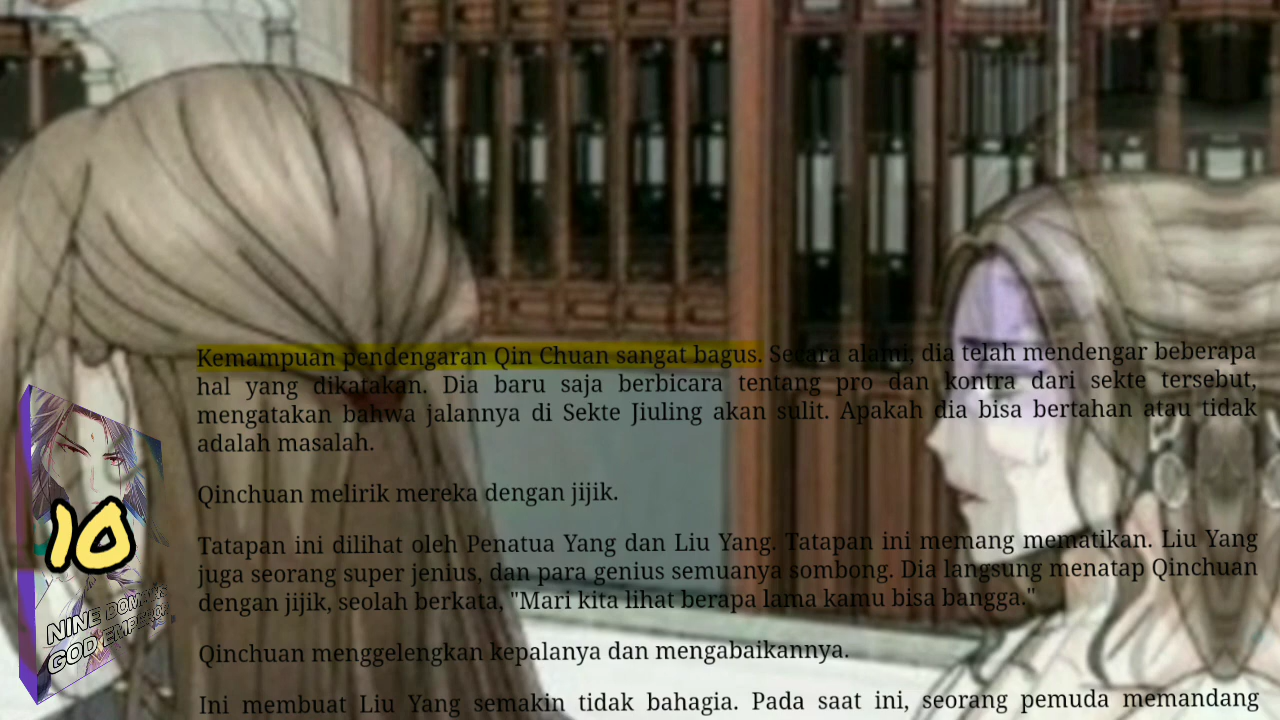 Kemampuan pendengaran Qin Chuan sangat bagus. Secara alami, dia telah mendengar beberapa
hal yang dikatakan. Dia baru saja berbicara tentang pro dan kontra dari sekte tersebut,
mengatakan bahwa jalannya di Sekte Jiuling akan sulit. Apakah dia bisa bertahan atau tidak
adalah masalah.
Qinchuan melirik mereka dengan jijik.
Tatapan ini dilihat oleh Penatua Yang dan Liu Yang. Tatapan ini memang mematikan. Liu Yang
juga seorang super jenius, dan para genius semuanya sombong. Dia langsung menatap Qinchuan
dengan jijik, seolah berkata, "Mari kita lihat berapa lama kamu bisa bangga."
Qinchuan menggelengkan kepalanya dan mengabaikannya.
Ini membuat Liu Yang semakin tidak bahagia. Pada saat ini, seorang pemuda memandang
10
NINE DOMAINS
GOD EMPEROR